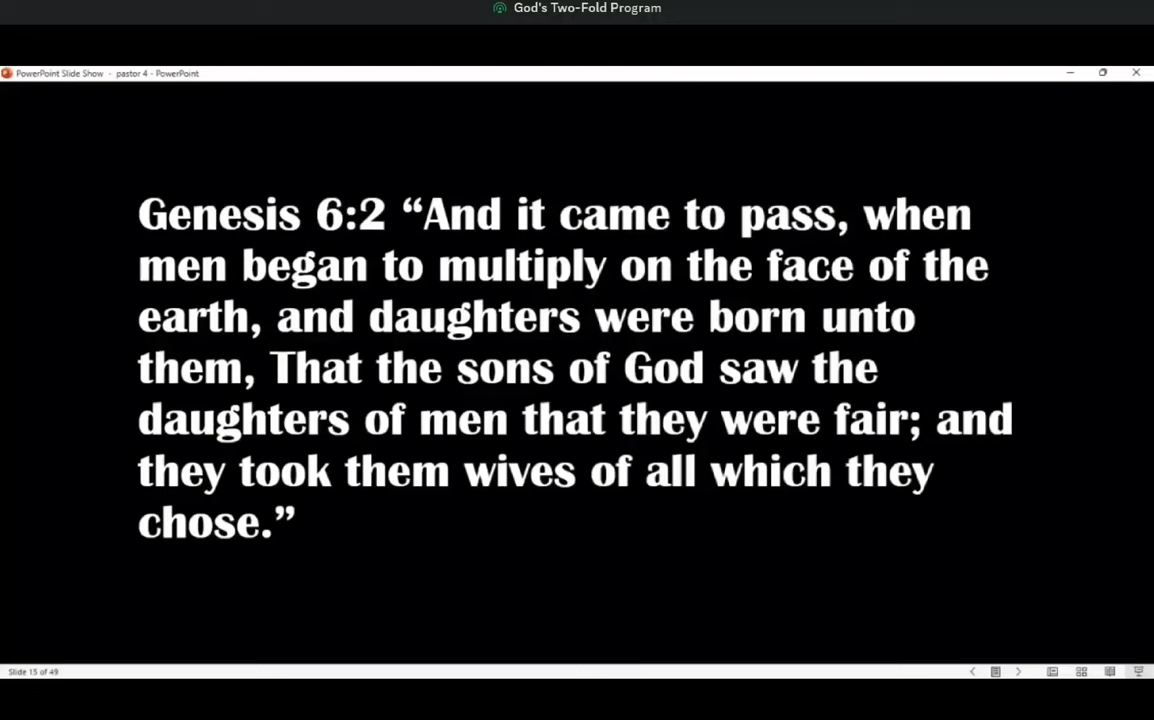 God's Two-Fold Program
PowerPoint Slide Show - pastor 4 - PowerPoint
Genesis 6:2 “And it came to pass, when
men began to multiply on the face of the
earth, and daughters were born unto
them, That the sons of God saw the
daughters of men that they were fair; and
they took them wives of all which they
chose.”
Slide 15 of 49